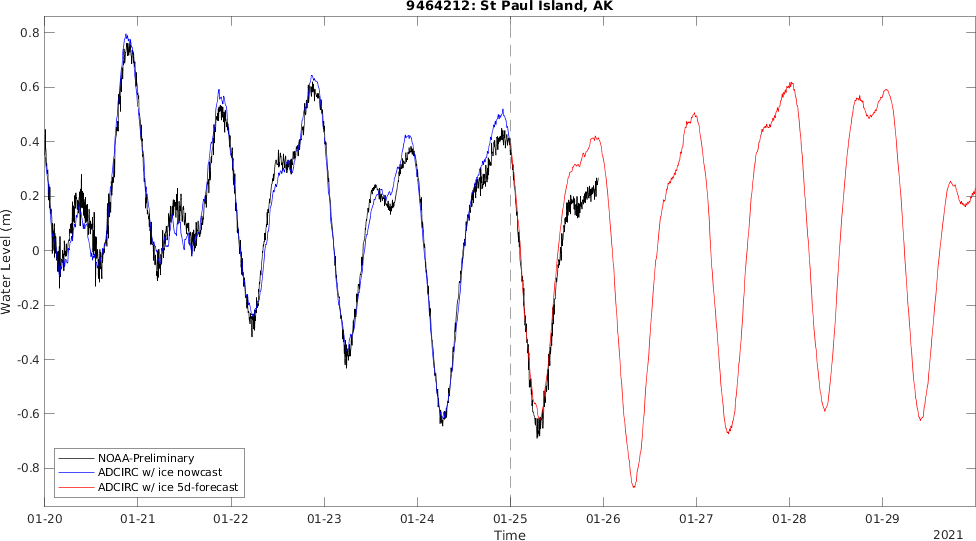 9464212: St Paul Island, AK
0.8
0.6
0.4
0.2
0
-0.2
-0.4
-0.6
-0.8
Water Level (m)
NOAA-Preliminary
ADCIRC w/ ice nowcast
ADCIRC w/ ice 5d-forecast
01-20 01-21 01-22 01-23 01-24 01-25 01-26 01-27 01-28 01-29
Time
2021